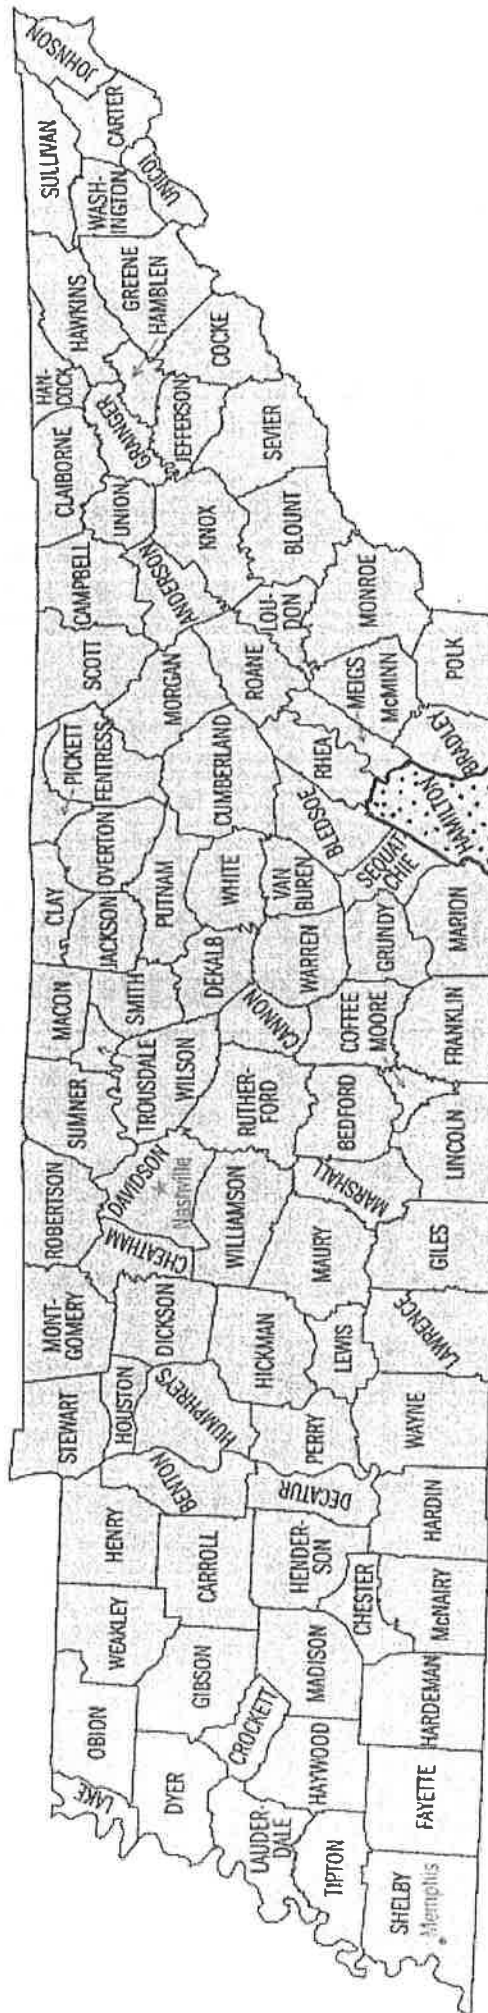 LAKE
OBION
WEAKLEY
HENRY
STEWART
MONT-
GOMERY
ROBERTSON
SUMNER
MACON
CLAY
PICKETT
SCOTT
CAMPBELL
CLAIBORNE
HAN-
COCK
HAWKINS
SULLIVAN
JOHNSON
CARTER
WASH-
INGTON
UNICOI
GREENE
HAMBLEN
GRAINGER
UNION
ANDERSON
MORGAN
FENTRESS
OVERTON
JACKSON
SMITH
TROUSDALE
DAVIDSON
Nashville
CHEATHAM
DICKSON
HOUSTON
HUMPHREYS
BENTON
CARROLL
GIBSON
DYER
CROCKETT
LAUDER-
DALE
HAYWOOD
MADISON
HENDER-
SON
DECATUR
PERRY
HICKMAN
WILLIAMSON
RUTHER-
FORD
WILSON
CANNON
DEKALB
PUTNAM
WHITE
CUMBERLAND
ROANE
LOU-
DON
KNOX
JEFFERSON
COCKE
SEVIER
BLOUNT
MONROE
MEIGS
McMINN
RHEA
BLEDSOE
VAN
BUREN
WARREN
COFFEE
MOORE
BEDFORD
MARSHALL
MAURY
LEWIS
CHESTER
TIPTON
SHELBY
Memphis
FAYETTE
HARDEMAN
McNAIRY
HARDIN
WAYNE
LAWRENCE
GILES
LINCOLN
FRANKLIN
GRUNDY
MARION
SEQUAT
CHIE
HAMILTON
BRADLEY
POLK